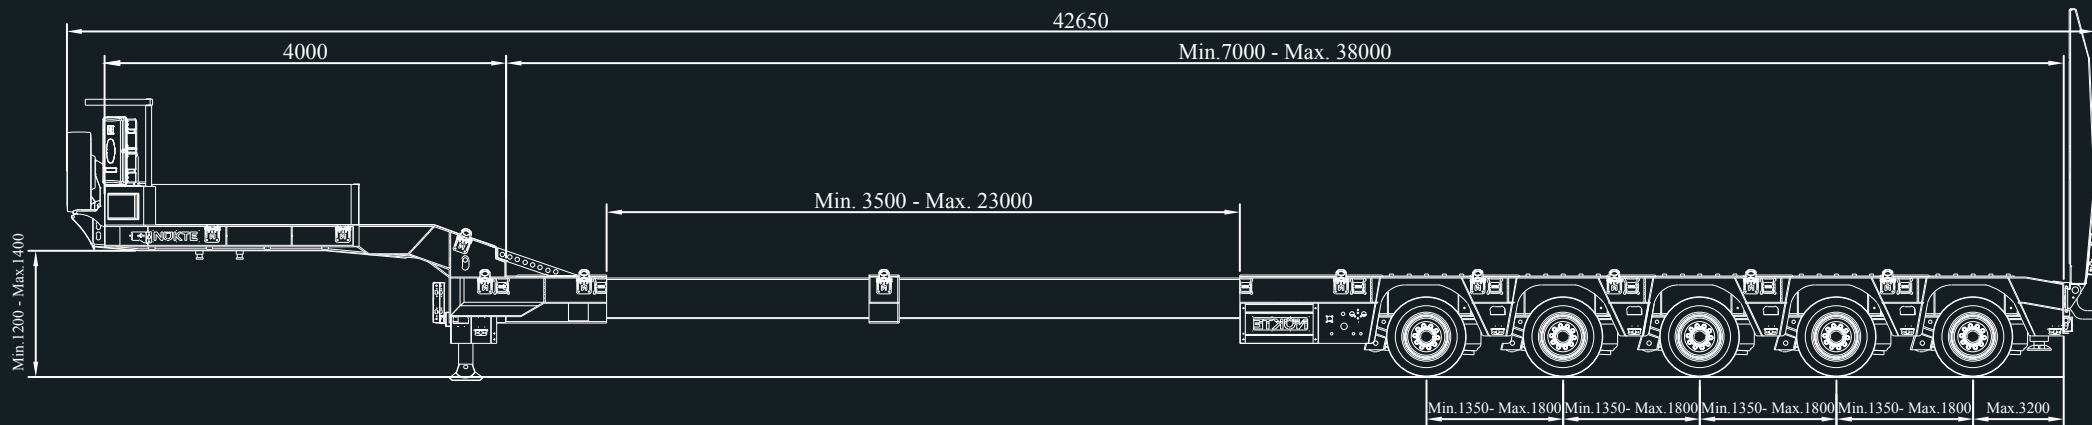 42650
4000
Min.7000 - Max. 38000
Min. 3500 - Max. 23000
Min.1200 - Max.1400
NÜKTE
NÜKTE
Min.1350- Max.1800
Min.1350- Max.1800
Min.1350- Max.1800
Min.1350- Max.1800
Max.3200